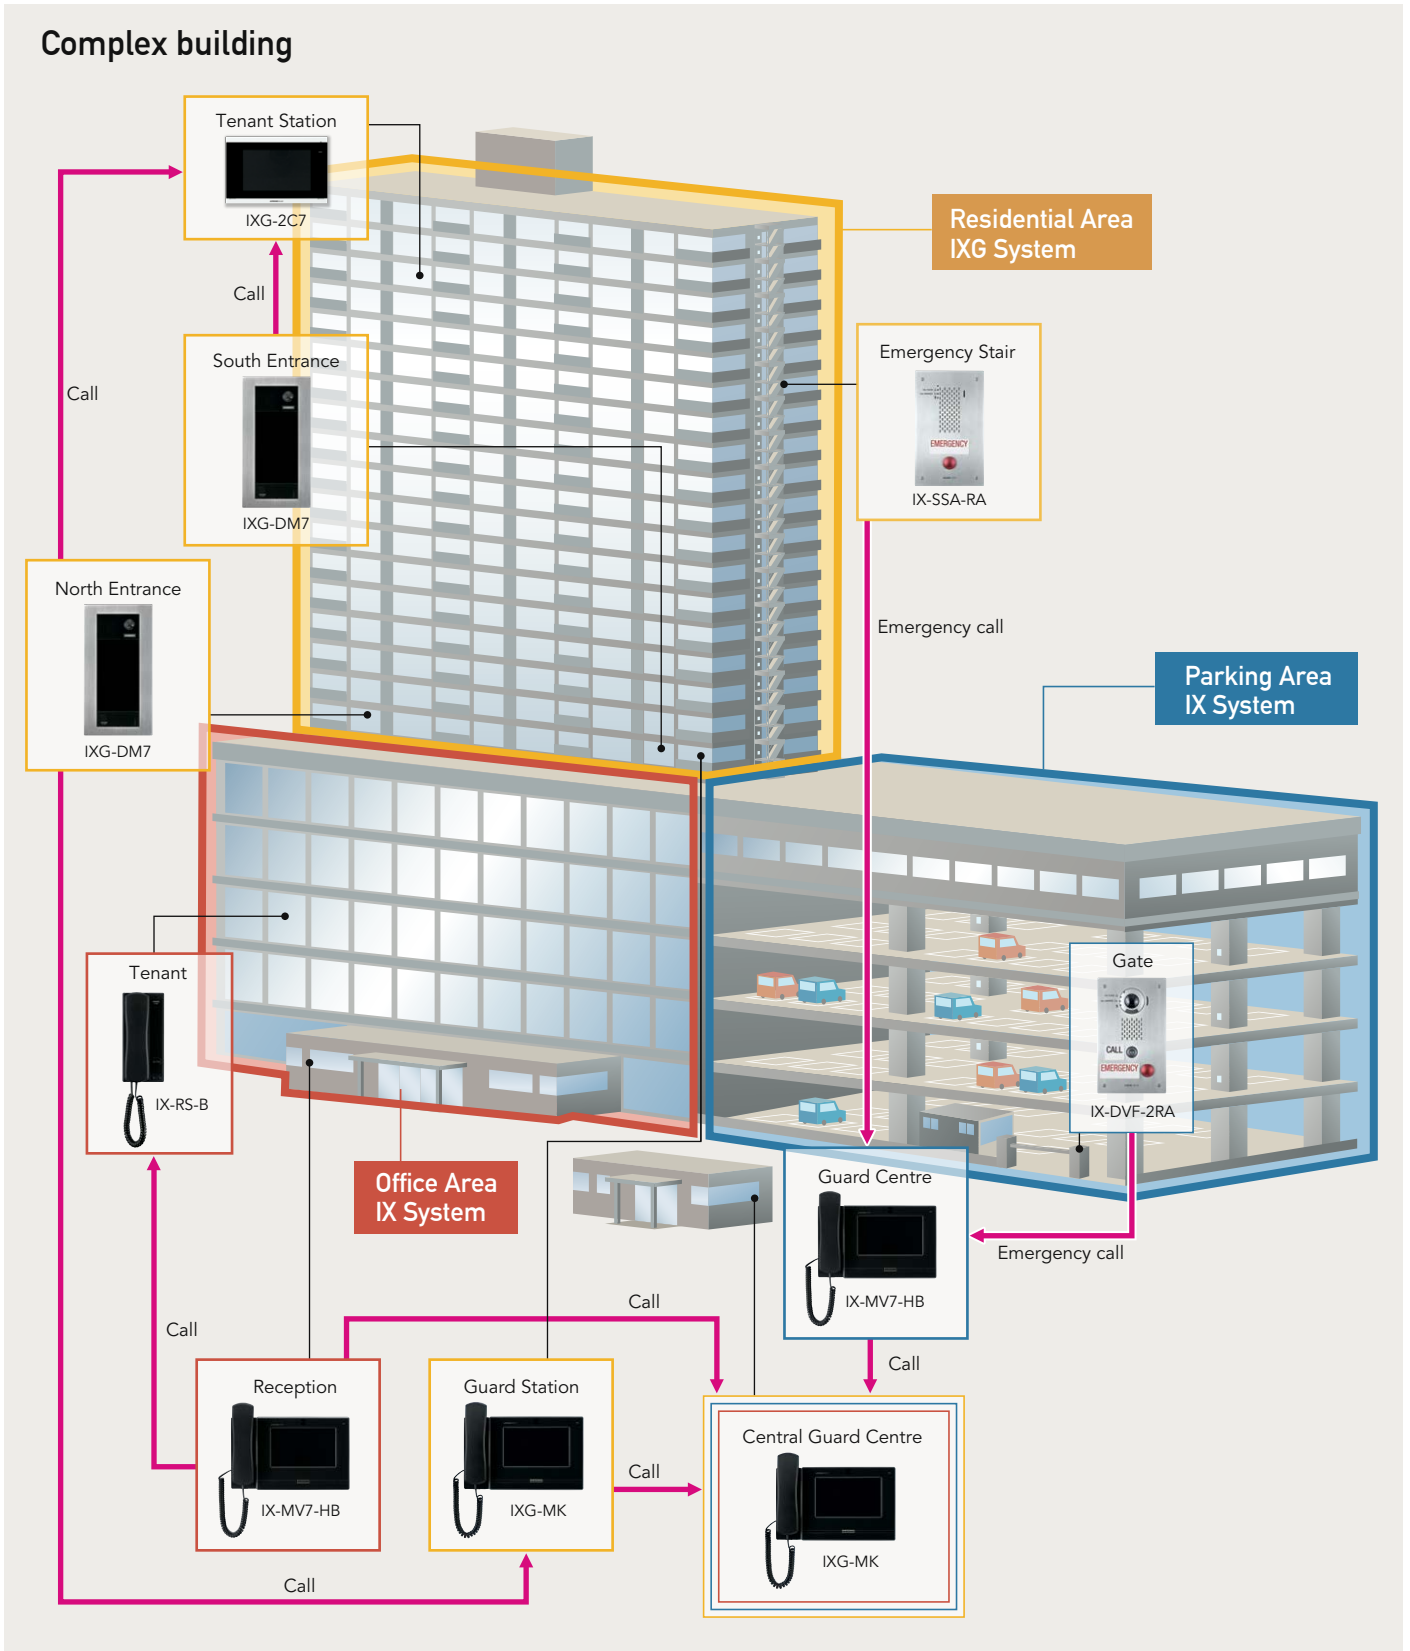 Complex building
Tenant Station
IXG-2C7
Residential Area
IXG System
Call
South Entrance
IXG-DM7
Emergency Stair
EMERGENCY
IX-SSA-RA
Call
North Entrance
IXG-DM7
Emergency call
Parking Area
IX System
Tenant
IX-RS-B
Gate
CALL
EMERGENCY
IX-DVF-2RA
Office Area
IX System
Guard Centre
IX-MV7-HB
Emergency call
Call
Call
Call
Reception
IX-MV7-HB
Guard Station
IXG-MK
Call
Central Guard Centre
IXG-MK
Call